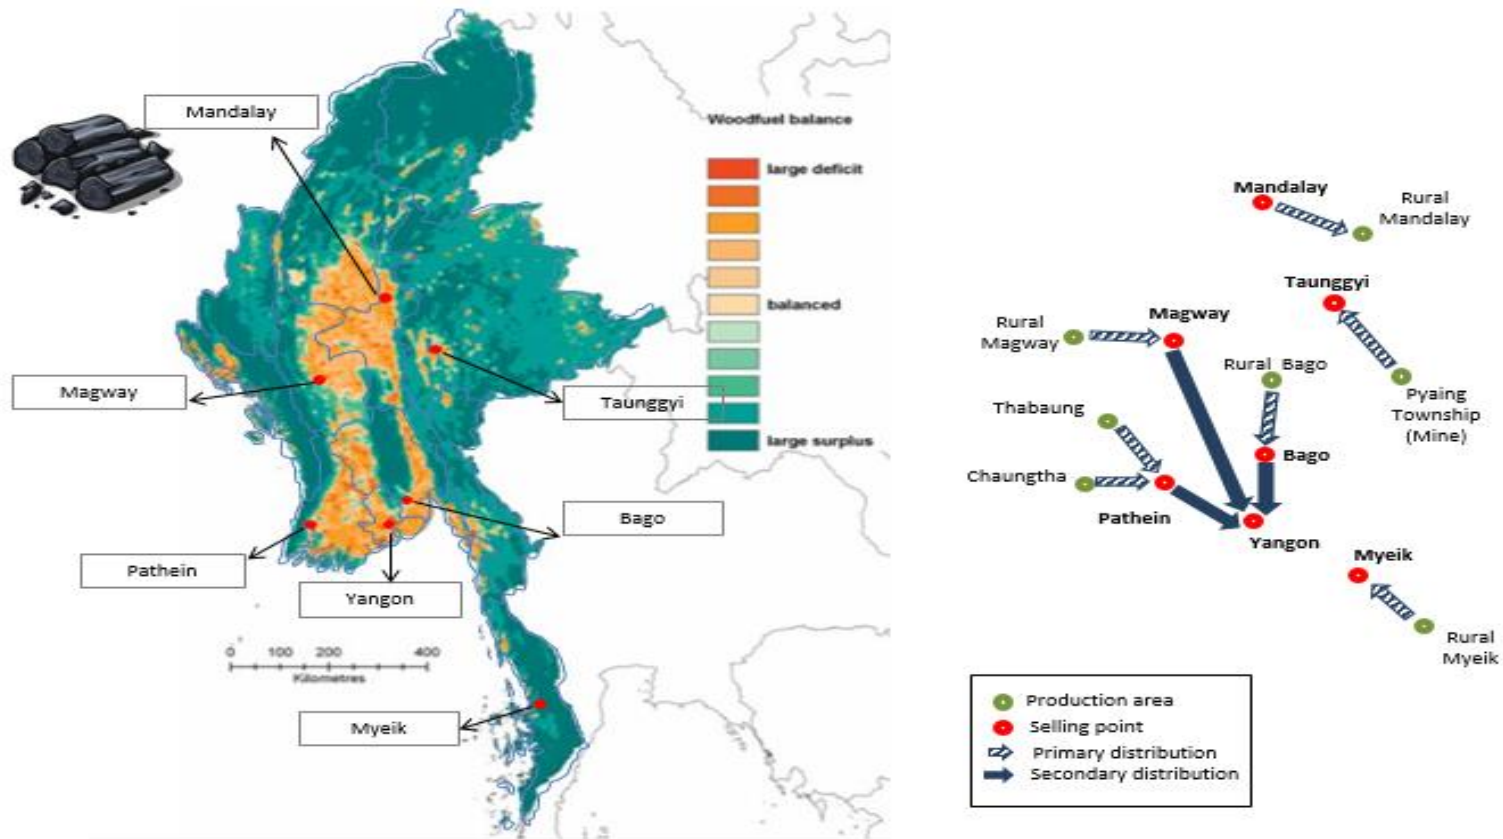 Mandalay
Woodfuel balance
large deficit
balanced
large surplus
Magway
Taunggyi
Bago
Pathein
Yangon
0 100 200 400
Kilometres
Myeik
Mandalay
Rural
Mandalay
Taunggyi
Magway
Rural
Magway
Rural Bago
Pyaing
Township
(Mine)
Thabaung
Bago
Chaungtha
Pathein
Yangon
Myeik
Rural
Myeik
Production area
Selling point
Primary distribution
Secondary distribution